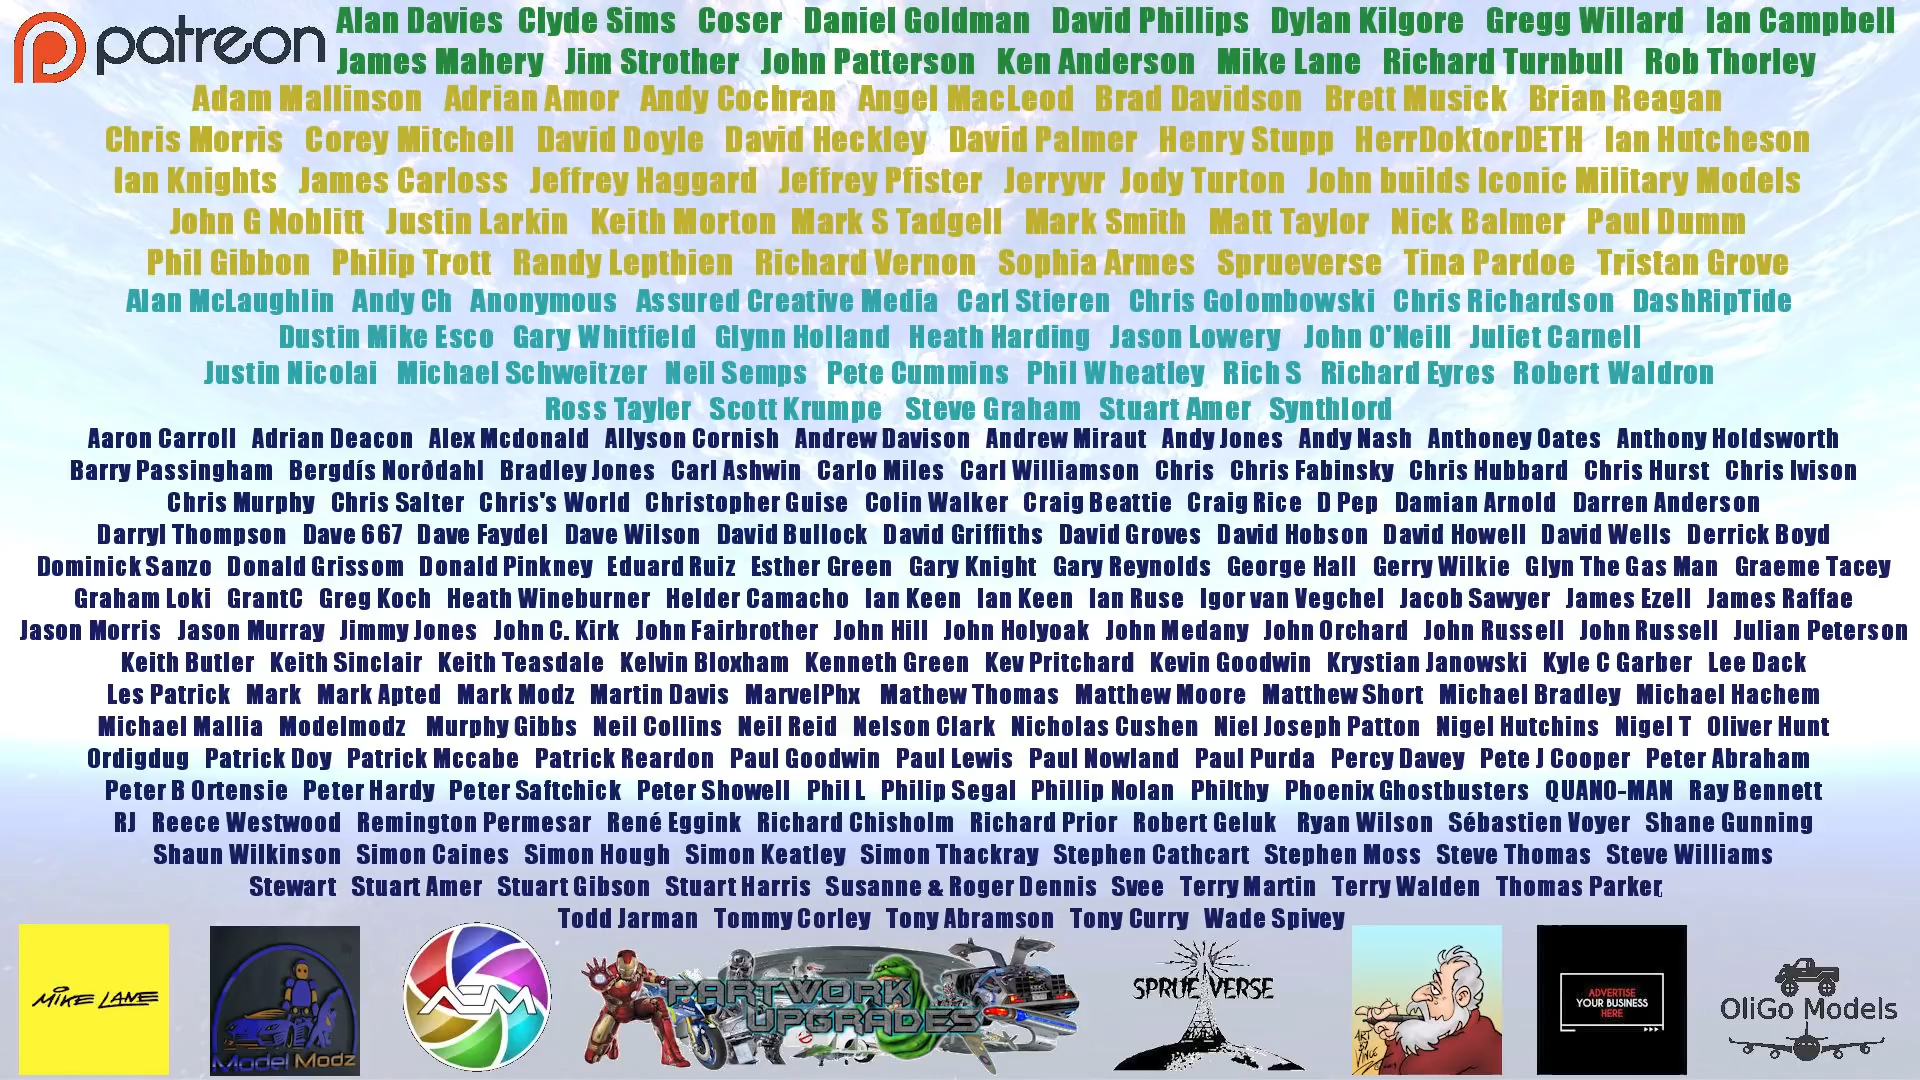 patreon
Alan Davies Clyde Sims Coser Daniel Goldman David Phillips Dylan Kilgore Gregg Willard Ian Campbell
James Mahery Jim Strother John Patterson Ken Anderson Mike Lane Richard Turnbull Rob Thorley
Adam Mallinson Adrian Amor Andy Cochran Angel MacLeod Brad Davidson Brett Musick Brian Reagan
Chris Morris Corey Mitchell David Doyle David Heckley David Palmer Henry Stupp HerrDoktorDETH Ian Hutcheson
Ian Knights James Carloss Jeffrey Haggard Jeffrey Pfister Jerryvr Jody Turton John builds Iconic Military Models
John G Noblitt Justin Larkin Keith Morton Mark S Tadgell Mark Smith Matt Taylor Nick Balmer Paul Dumm
Phil Gibbon Philip Trott Randy Lepthien Richard Vernon Sophia Armes Sprueverse Tina Pardoe Tristan Grove
Alan McLaughlin Andy Ch Anonymous Assured Creative Media Carl Stieren Chris Golombowski Chris Richardson DashRipTide
Dustin Mike Esco Gary Whitfield Glynn Holland Heath Harding Jason Lowery John O'Neill Juliet Carnell
Justin Nicolai Michael Schweitzer Neil Semps Pete Cummins Phil Wheatley Rich S Richard Eyres Robert Waldron
Ross Tayler Scott Krumpe Steve Graham Stuart Amer Synthlord
Aaron Carroll Adrian Deacon Alex Mcdonald Allyson Cornish Andrew Davison Andrew Miraut Andy Jones Andy Nash Anthoney Oates Anthony Holdsworth
Barry Passingham Bergdís Norðdahl Bradley Jones Carl Ashwin Carlo Miles Carl Williamson Chris Chris Fabinsky Chris Hubbard Chris Hurst Chris Ivison
Chris Murphy Chris Salter Chris's World Christopher Guise Colin Walker Craig Beattie Craig Rice D Pep Damian Arnold Darren Anderson
Darryl Thompson Dave 667 Dave Faydel Dave Wilson David Bullock David Griffiths David Groves David Hobson David Howell David Wells Derrick Boyd
Dominick Sanzo Donald Grissom Donald Pinkney Eduard Ruiz Esther Green Gary Knight Gary Reynolds George Hall Gerry Wilkie Glyn The Gas Man Graeme Tacey
Graham Loki GrantC Greg Koch Heath Wineburner Helder Camacho Ian Keen Ian Keen Ian Ruse Igor van Vegchel Jacob Sawyer James Ezell James Raffae
Jason Morris Jason Murray Jimmy Jones John C. Kirk John Fairbrother John Hill John Holyoak John Medany John Orchard John Russell John Russell Julian Peterson
Keith Butler Keith Sinclair Keith Teasdale Kelvin Bloxham Kenneth Green Kev Pritchard Kevin Goodwin Krystian Janowski Kyle C Garber Lee Dack
Les Patrick Mark Mark Apted Mark Modz Martin Davis MarvelPhx Mathew Thomas Matthew Moore Matthew Short Michael Bradley Michael Hachem
Michael Mallia Modelmodz Murphy Gibbs Neil Collins Neil Reid Nelson Clark Nicholas Cushen Niel Joseph Patton Nigel Hutchins Nigel T Oliver Hunt
Ordigdug Patrick Doy Patrick Mccabe Patrick Reardon Paul Goodwin Paul Lewis Paul Nowland Paul Purda Percy Davey Pete J Cooper Peter Abraham
Peter B Ortensie Peter Hardy Peter Saftchick Peter Showell Phil L Philip Segal Phillip Nolan Philthy Phoenix Ghostbusters QUANO-MAN Ray Bennett
RJ Reece Westwood Remington Permesar René Eggink Richard Chisholm Richard Prior Robert Geluk Ryan Wilson Sébastien Voyer Shane Gunning
Shaun Wilkinson Simon Caines Simon Hough Simon Keatley Simon Thackray Stephen Cathcart Stephen Moss Steve Thomas Steve Williams
Stewart Stuart Amer Stuart Gibson Stuart Harris Susanne & Roger Dennis Svee Terry Martin Terry Walden Thomas Parker
Todd Jarman Tommy Corley Tony Abramson Tony Curry Wade Spivey
MIKE LANE
Model Modz
ACM
PARTWORK
UPGRADES
SPRUE VERSE
ART
BY
VINCE
ADVERTISE
YOUR BUSINESS
HERE
OliGo Models